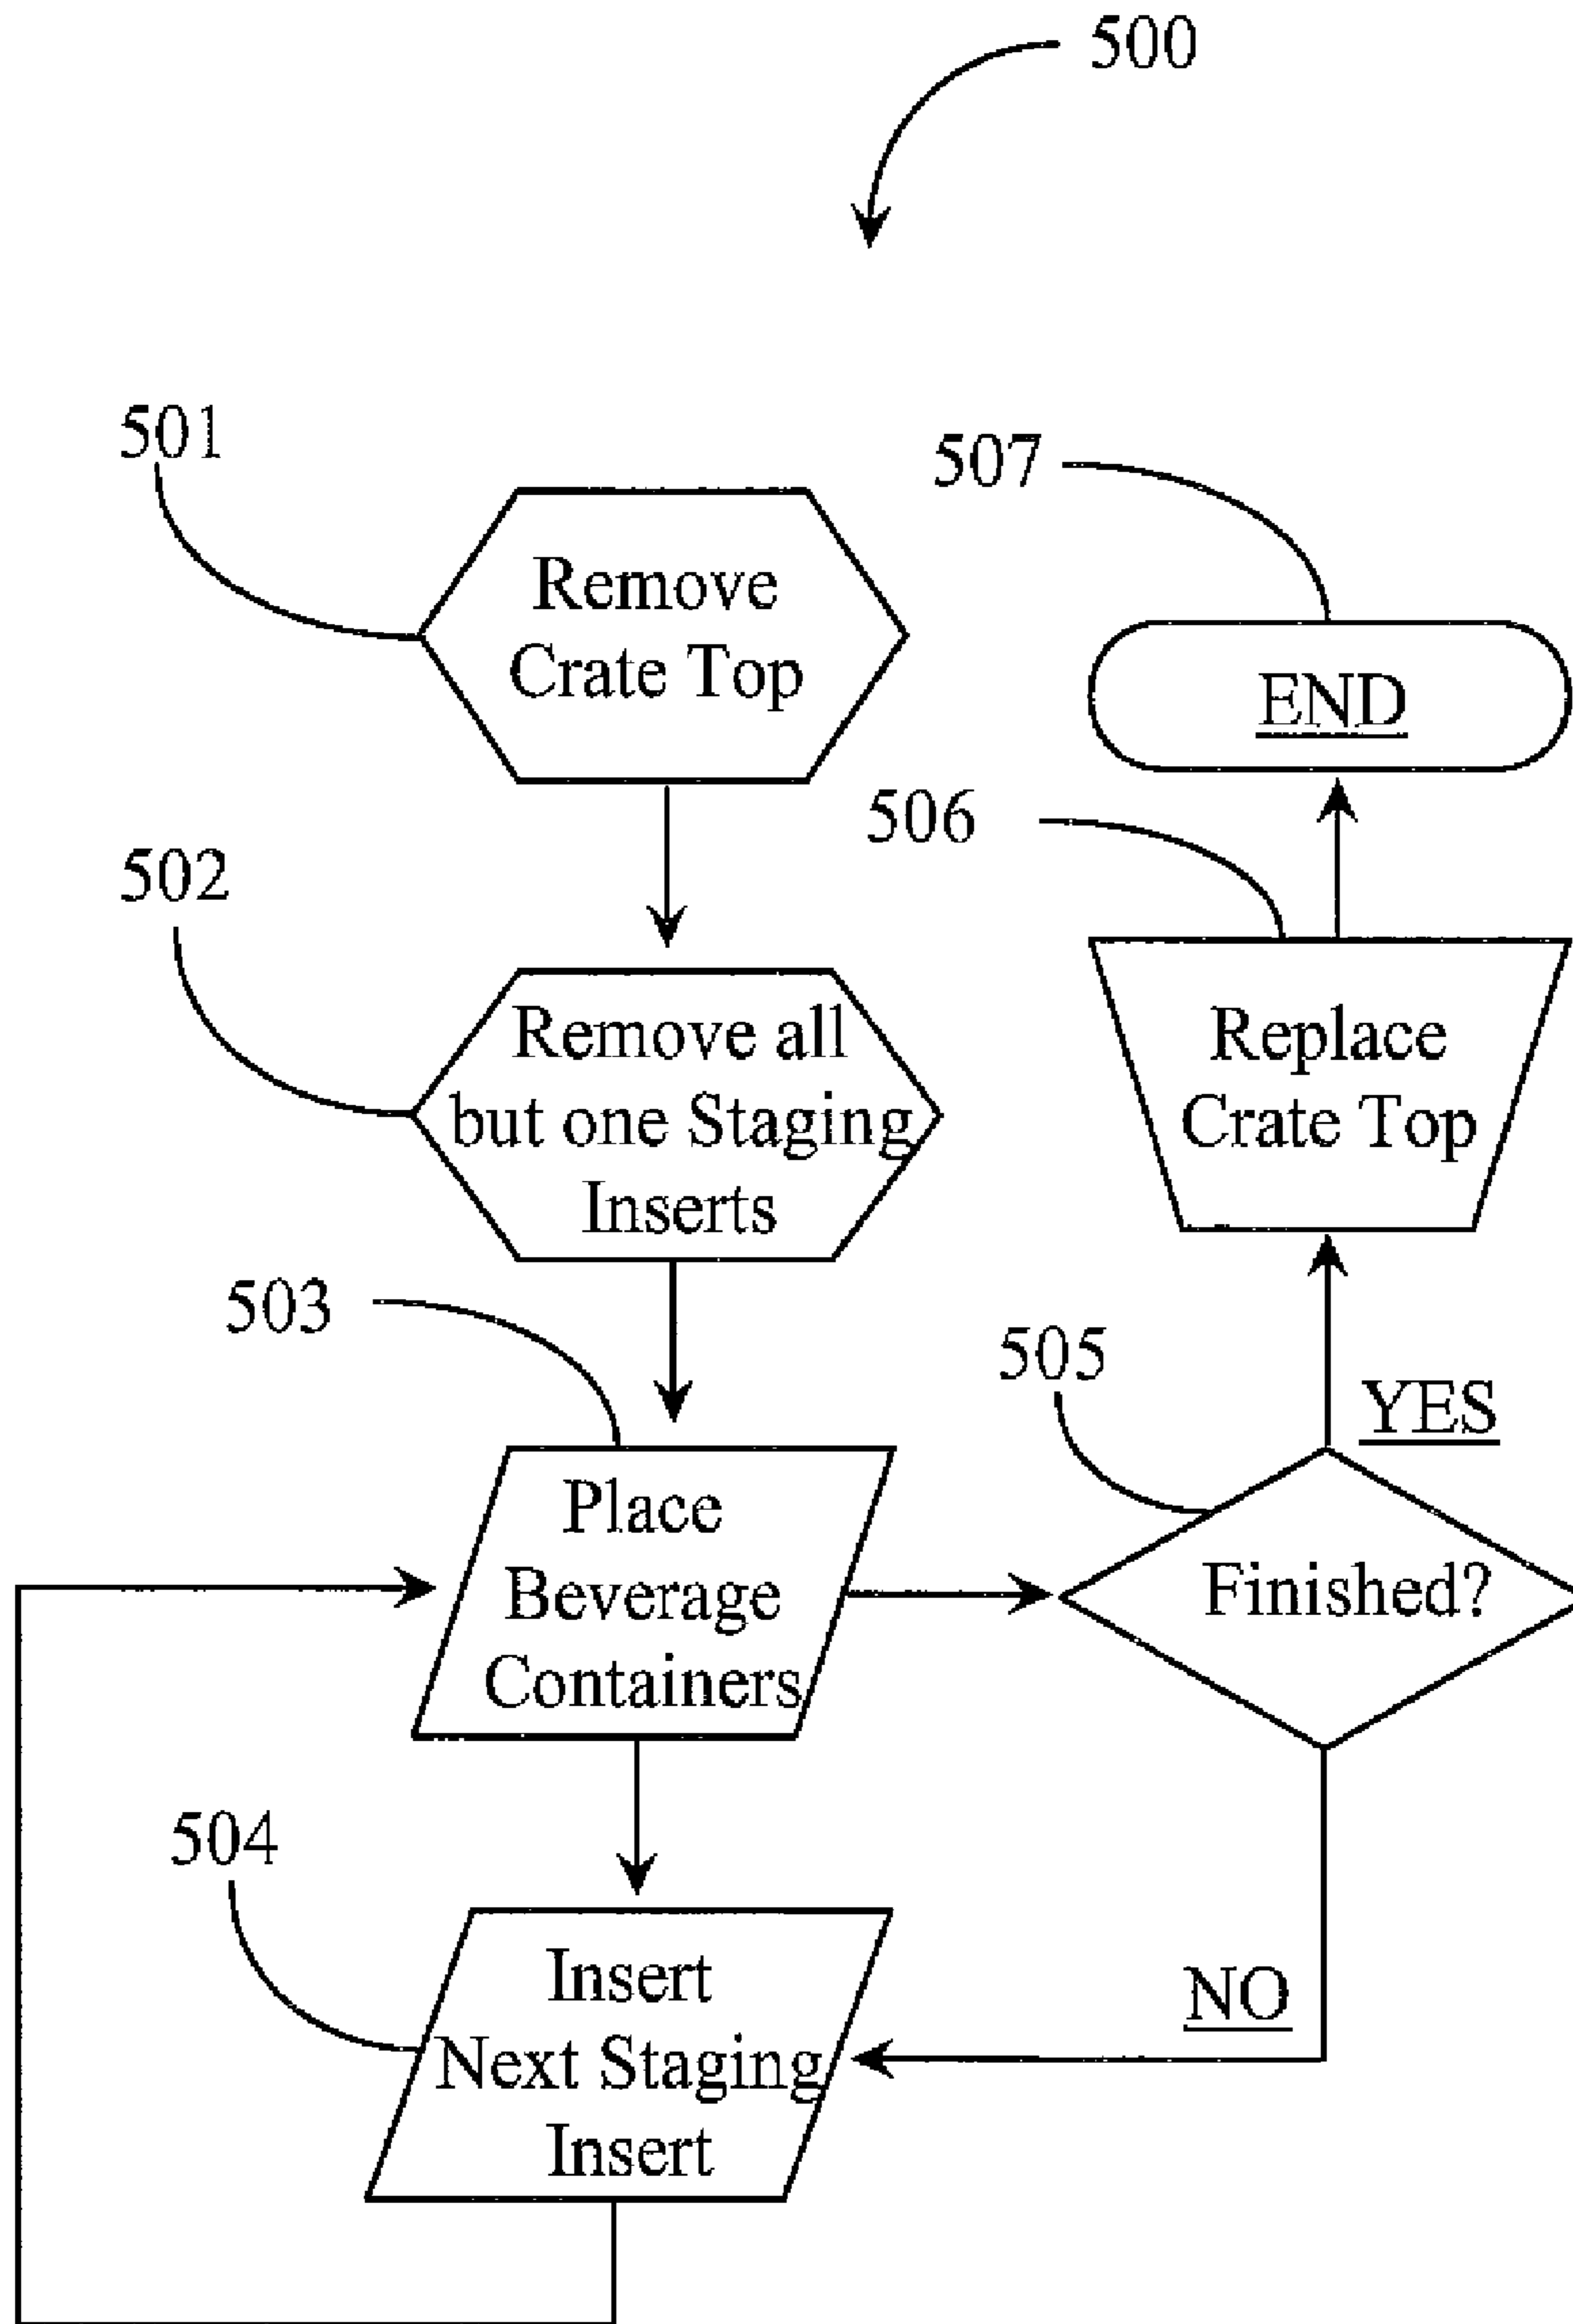 500
501
Remove
Crate Top
502
Remove all
but one Staging
Inserts
503
Place
Beverage
Containers
504
Insert
Next Staging
Insert
505
Finished?
YES
NO
506
Replace
Crate Top
507
END